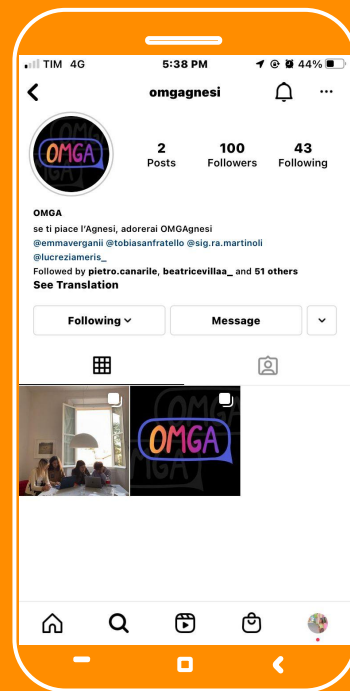 TIM 4G 5:38 PM 44%
omgagnesi
OMGA
2 100 43
Posts Followers Following
OMGA
se ti piace l'Agnesi, adorerai OMGAgnesi
@emmaverganii @tobiasanfratello @sig.ra.martinoli
@lucreziameris_
Followed by pietro.canarile, beatricevillaa_ and 51 others
See Translation
Following Message
OMGA